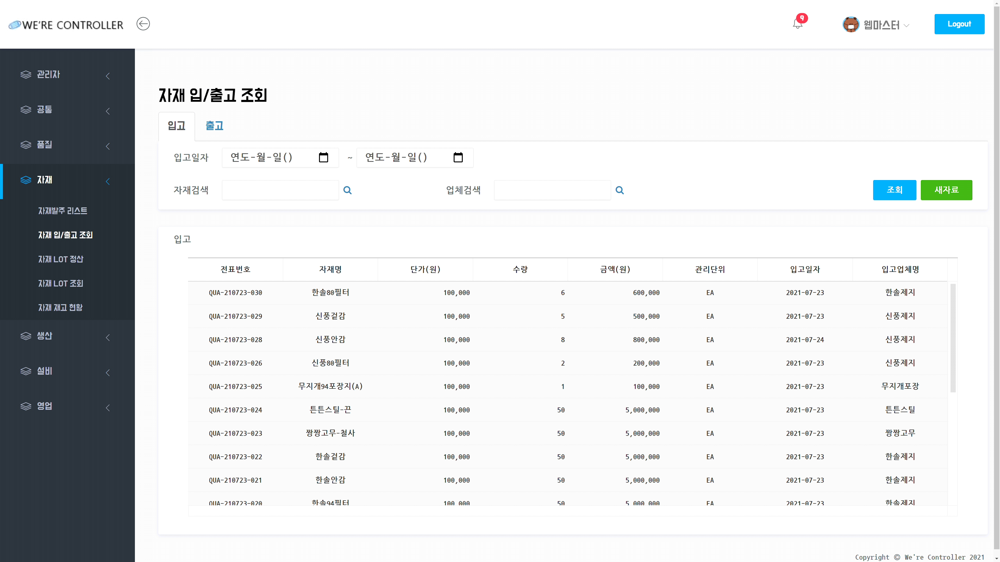 WE'RE CONTROLLER
9
웹마스터
Logout
관리자
공통
품질
자재
자재발주 리스트
자재 입/출고 조회
자재 LOT 정산
자재 LOT 조회
자재 재고 현황
생산
설비
영업
자재 입/출고 조회
입고 출고
입고일자 연도-월-일() ~ 연도-월-일()
자재검색 업체검색 조회 새자료
입고
전표번호 자재명 단가(원) 수량 금액(원) 관리단위 입고일자 입고업체명
QUA-210723-030 한솔80필터 100,000 6 600,000 EA 2021-07-23 한솔제지
QUA-210723-029 신풍겉감 100,000 5 500,000 EA 2021-07-23 신풍제지
QUA-210723-028 신풍안감 100,000 8 800,000 EA 2021-07-24 신풍제지
QUA-210723-026 신풍80필터 100,000 2 200,000 EA 2021-07-23 신풍제지
QUA-210723-025 무지개94포장지(A) 100,000 1 100,000 EA 2021-07-23 무지개포장
QUA-210723-024 튼튼스틸-끈 100,000 50 5,000,000 EA 2021-07-23 튼튼스틸
QUA-210723-023 짱짱고무-철사 100,000 50 5,000,000 EA 2021-07-23 짱짱고무
QUA-210723-022 한솔겉감 100,000 50 5,000,000 EA 2021-07-23 한솔제지
QUA-210723-021 한솔안감 100,000 50 5,000,000 EA 2021-07-23 한솔제지
QUA-210723-020 한솔94필터 100,000 50 5,000,000 EA 2021-07-23 한솔제지
Copyright © We're Controller 2021